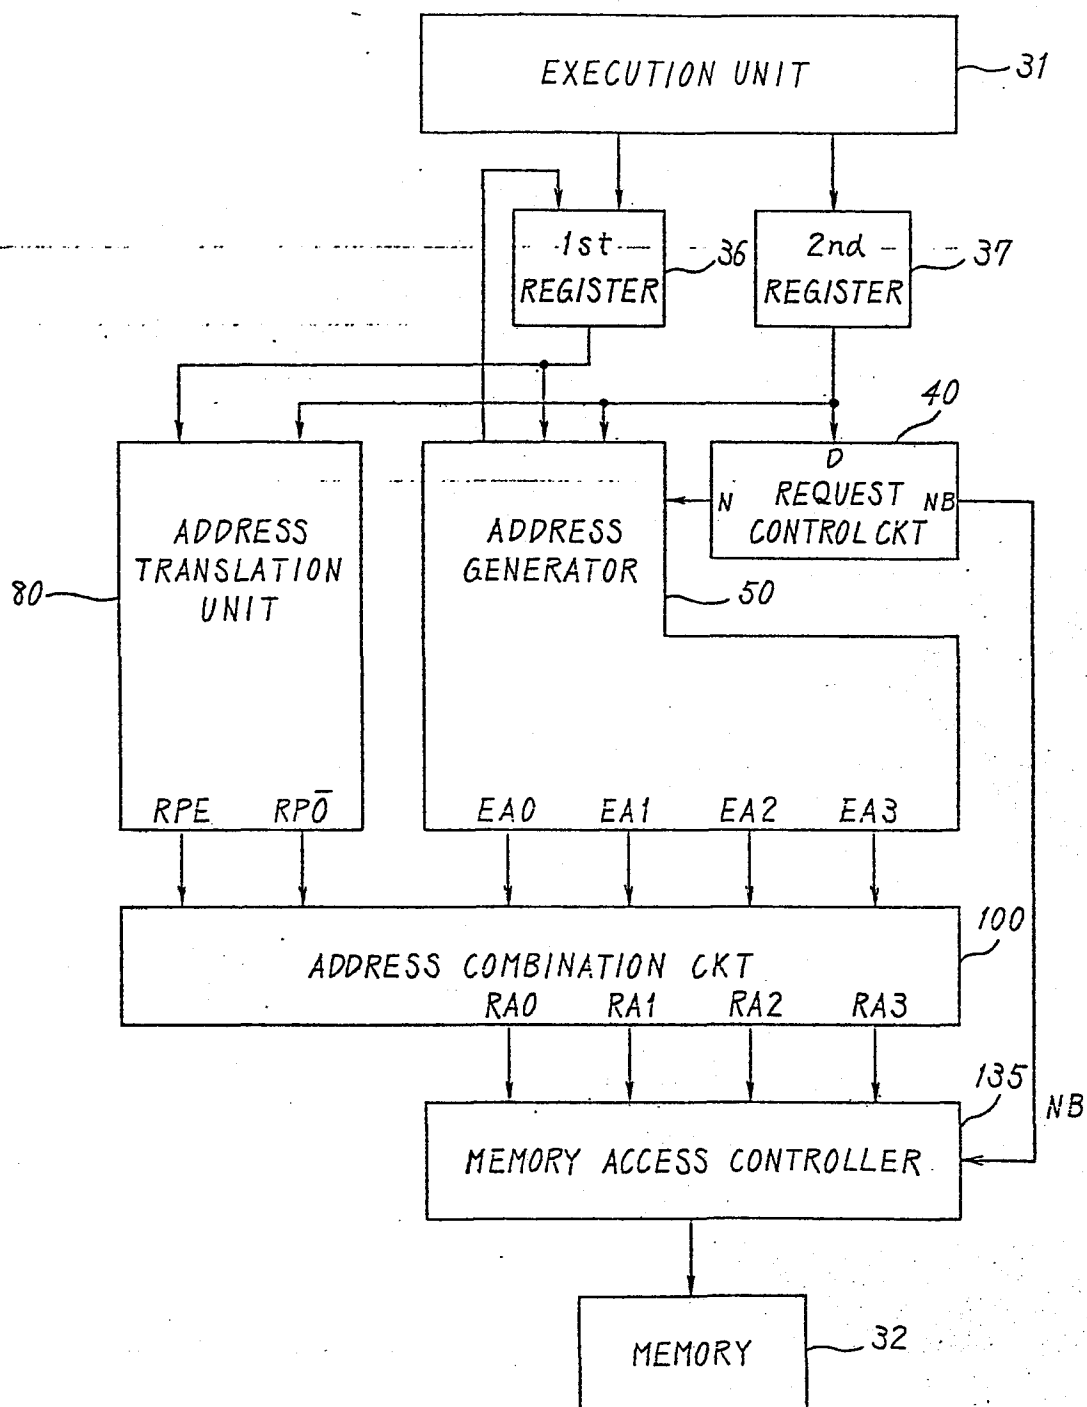 EXECUTION UNIT
31
1st
REGISTER
36
2nd
REGISTER
37
40
D
N
REQUEST
CONTROL CKT
NB
ADDRESS
TRANSLATION
UNIT
80
ADDRESS
GENERATOR
50
RPE
RPO̅
EA0
EA1
EA2
EA3
100
ADDRESS COMBINATION CKT
RA0
RA1
RA2
RA3
135
NB
MEMORY ACCESS CONTROLLER
MEMORY
32